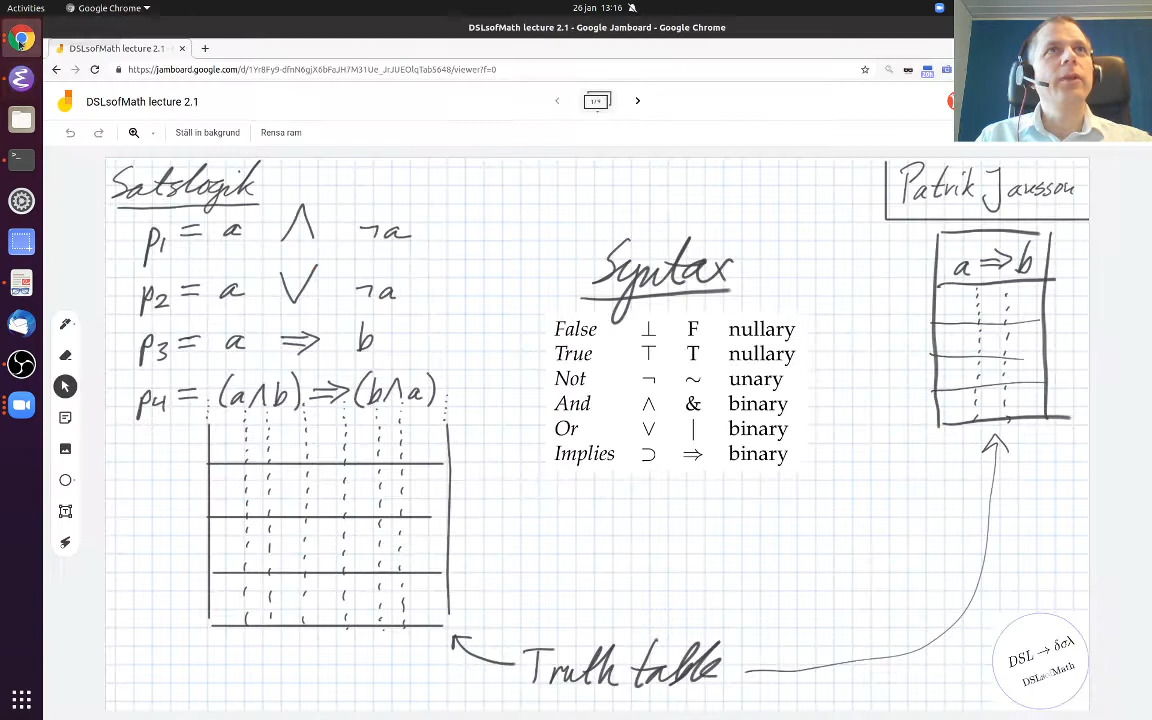 Activities Google Chrome 26 jan 13:16
DSLsofMath lecture 2.1 - Google Jamboard - Google Chrome
DSLsofMath lecture 2.1 -
https://jamboard.google.com/d/1Yr8Fy9-dfnN6gjX6bFaJH7M31Ue_JrJUEOlqTabS648/viewer?f=0
DSLsofMath lecture 2.1
1/9
Ställ in bakgrund Rensa ram
Satslogik
p1 = a ∧ ¬a
p2 = a ∨ ¬a
p3 = a ⇒ b
p4 = (a∧b) ⇒ (b∧a)
Syntax
False ⊥ F nullary
True ⊤ T nullary
Not ¬ ~ unary
And ∧ & binary
Or ∨ | binary
Implies ⊃ ⇒ binary
Patrik Jansson
a ⇒ b
Truth table
DSL → δσλ
DSLsofMath